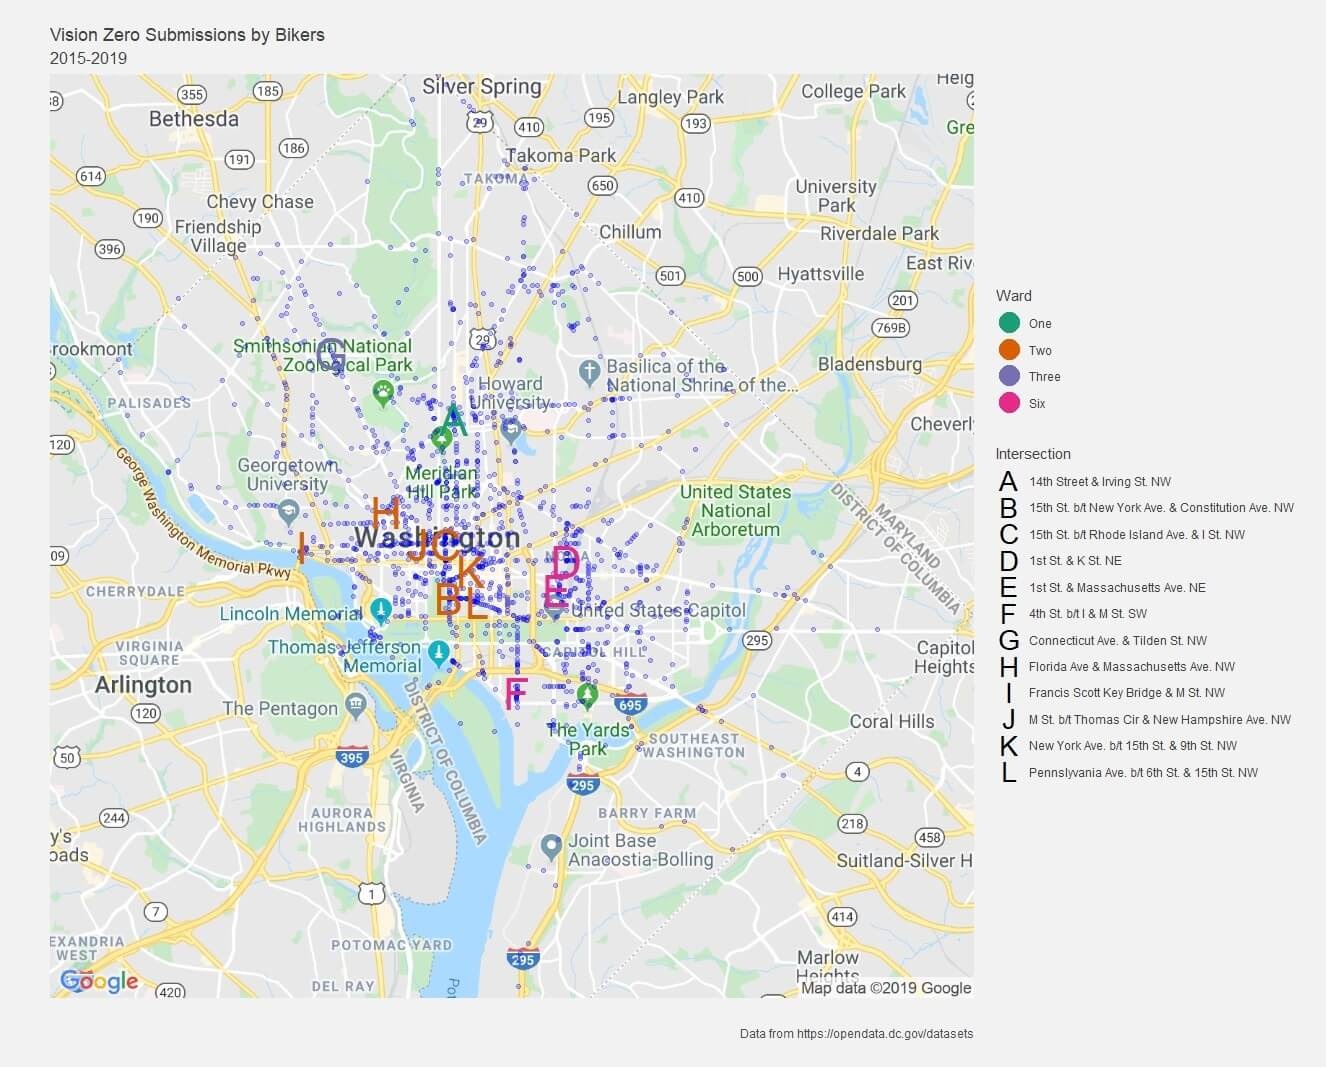 Vision Zero Submissions by Bikers
2015-2019
Silver Spring
Langley Park
College Park
Bethesda
355
185
29
410
195
193
Takoma Park
TAKOMA
186
191
614
650
410
University
Park
Chevy Chase
190
Friendship
Village
396
Chillum
Riverdale Park
501
500
Hyattsville
East Riv
201
769B
29
Smithsonian National
Zoological Park
G
Basilica of the
National Shrine of the...
Bladensburg
PALISADES
Howard
University
A
Cheverly
120
George Washington Memorial Pkwy
Georgetown
University
Meridian
Hill Park
United States
National
Arboretum
DISTRICT OF COLUMBIA
MARYLAND
DISTRICT OF COLUMBIA
H
Washington
I
J
C
K
D
E
B
L
CHERRYDALE
Lincoln Memorial
United States Capitol
Thomas Jefferson
Memorial
CAPITOL HILL
295
VIRGINIA
SQUARE
Capitol
Heights
Arlington
F
The Pentagon
120
695
The Yards
Park
SOUTHEAST
WASHINGTON
Coral Hills
50
395
DISTRICT OF COLUMBIA
VIRGINIA
295
4
244
AURORA
HIGHLANDS
BARRY FARM
218
458
Joint Base
Anacostia-Bolling
Suitland-Silver H
1
7
414
POTOMAC YARD
295
Marlow
Heights
DEL RAY
420
Google
Map data ©2019 Google
Ward
One
Two
Three
Six
Intersection
A 14th Street & Irving St. NW
B 15th St. b/t New York Ave. & Constitution Ave. NW
C 15th St. b/t Rhode Island Ave. & I St. NW
D 1st St. & K St. NE
E 1st St. & Massachusetts Ave. NE
F 4th St. b/t I & M St. SW
G Connecticut Ave. & Tilden St. NW
H Florida Ave & Massachusetts Ave. NW
I Francis Scott Key Bridge & M St. NW
J M St. b/t Thomas Cir & New Hampshire Ave. NW
K New York Ave. b/t 15th St. & 9th St. NW
L Pennslyvania Ave. b/t 6th St. & 15th St. NW
Data from https://opendata.dc.gov/datasets